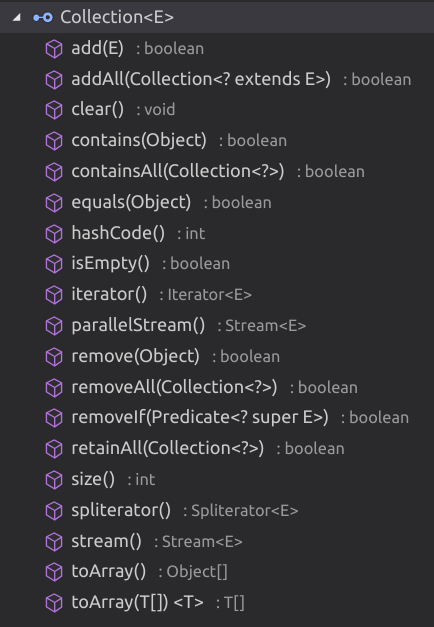 Collection<E>
add(E) : boolean
addAll(Collection<? extends E>) : boolean
clear() : void
contains(Object) : boolean
containsAll(Collection<?>) : boolean
equals(Object) : boolean
hashCode() : int
isEmpty() : boolean
iterator() : Iterator<E>
parallelStream() : Stream<E>
remove(Object) : boolean
removeAll(Collection<?>) : boolean
removeIf(Predicate<? super E>) : boolean
retainAll(Collection<?>) : boolean
size() : int
spliterator() : Spliterator<E>
stream() : Stream<E>
toArray() : Object[]
toArray(T[]) <T> : T[]